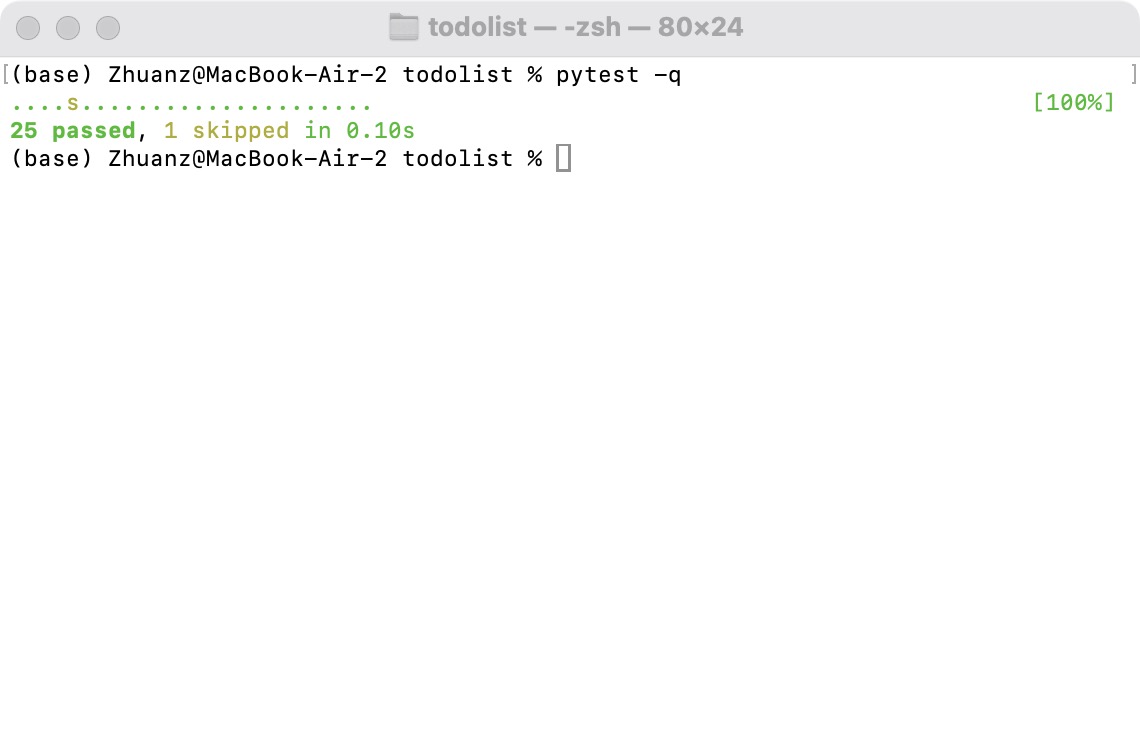 todolist — -zsh — 80×24
[(base) Zhuanz@MacBook-Air-2 todolist % pytest -q ]
....s..................... [100%]
25 passed, 1 skipped in 0.10s
(base) Zhuanz@MacBook-Air-2 todolist %